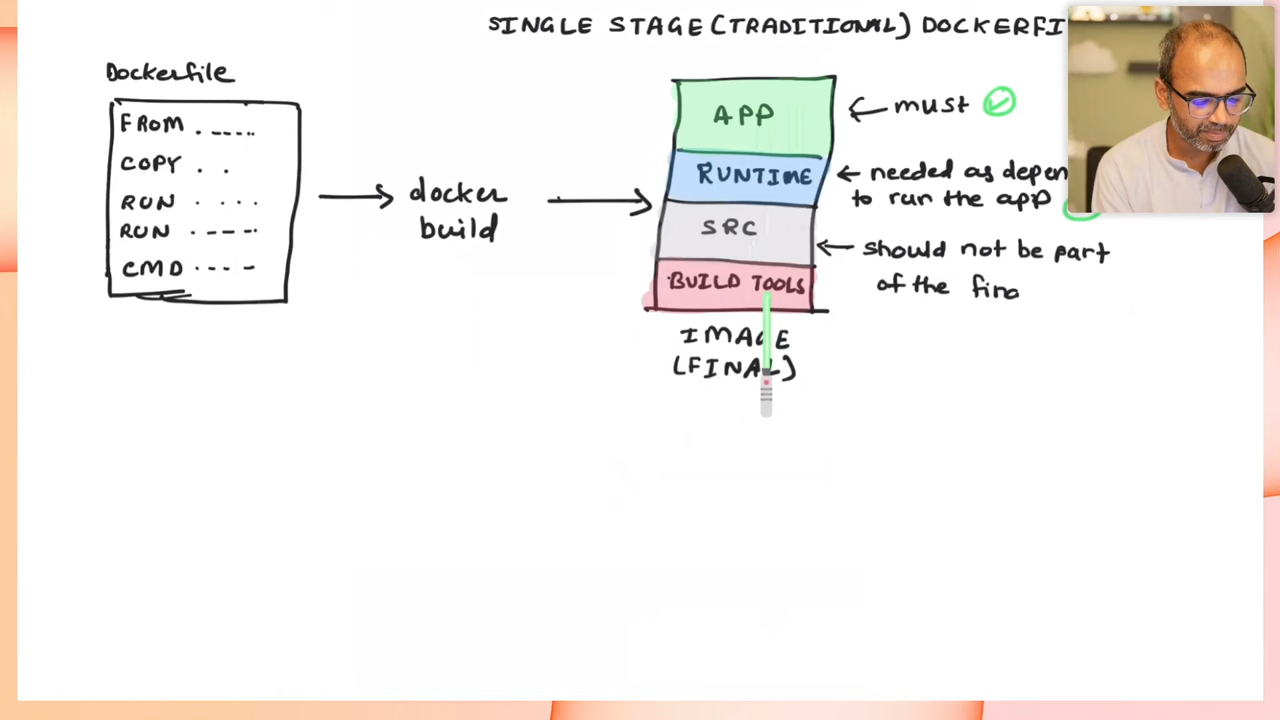 SINGLE STAGE (TRADITIONAL) DOCKERFI
Dockerfile
FROM . -----
COPY . .
RUN . . . .
RUN . ----
CMD ---- -
docker
build
APP
RUNTIME
SRC
BUILD TOOLS
IMAGE
(FINAL)
← must
← needed as depen
to run the app
← should not be part
of the fina